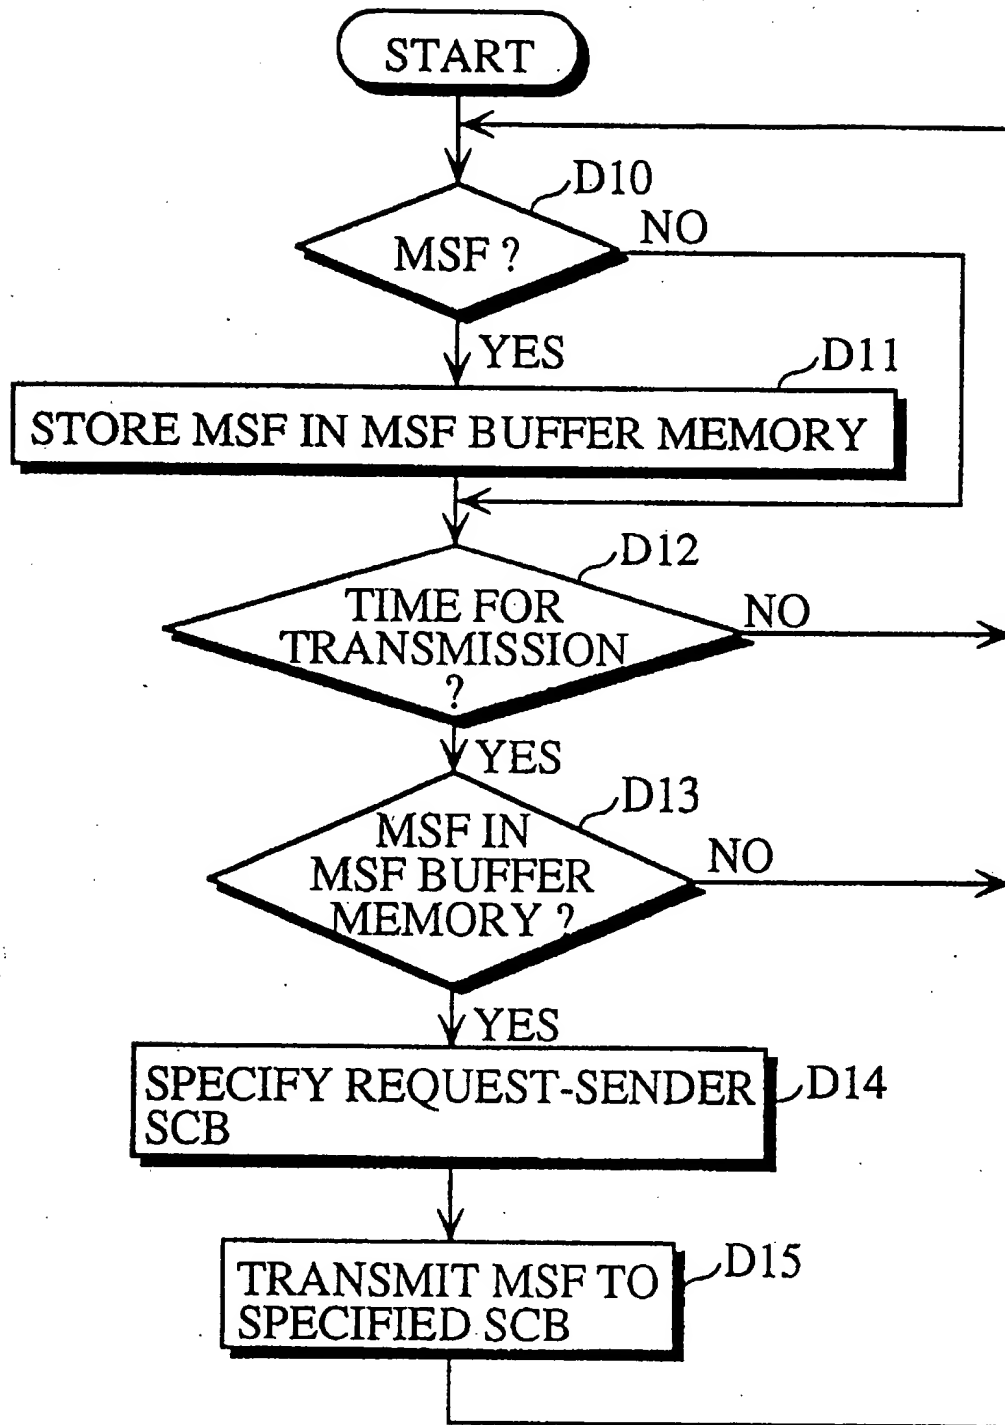 START
D10
MSF ?
NO
YES
D11
STORE MSF IN MSF BUFFER MEMORY
D12
TIME FOR
TRANSMISSION
?
NO
YES
D13
MSF IN
MSF BUFFER
MEMORY ?
NO
YES
SPECIFY REQUEST-SENDER
SCB
D14
TRANSMIT MSF TO
SPECIFIED SCB
D15